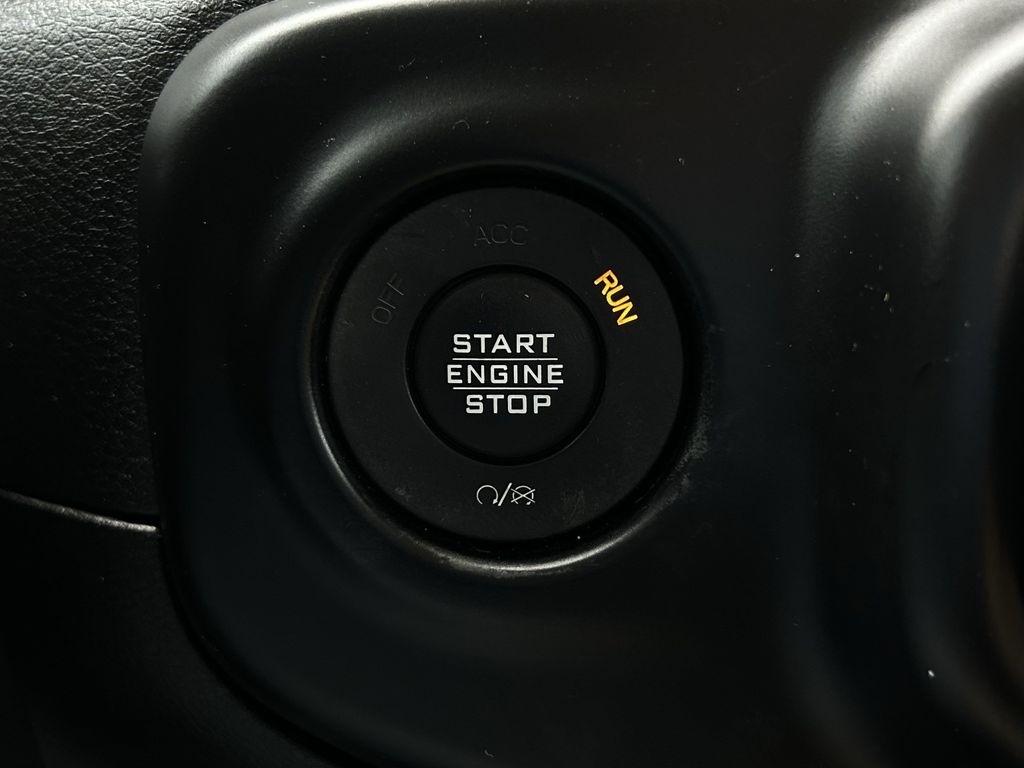 ACC
OFF
RUN
START
ENGINE
STOP